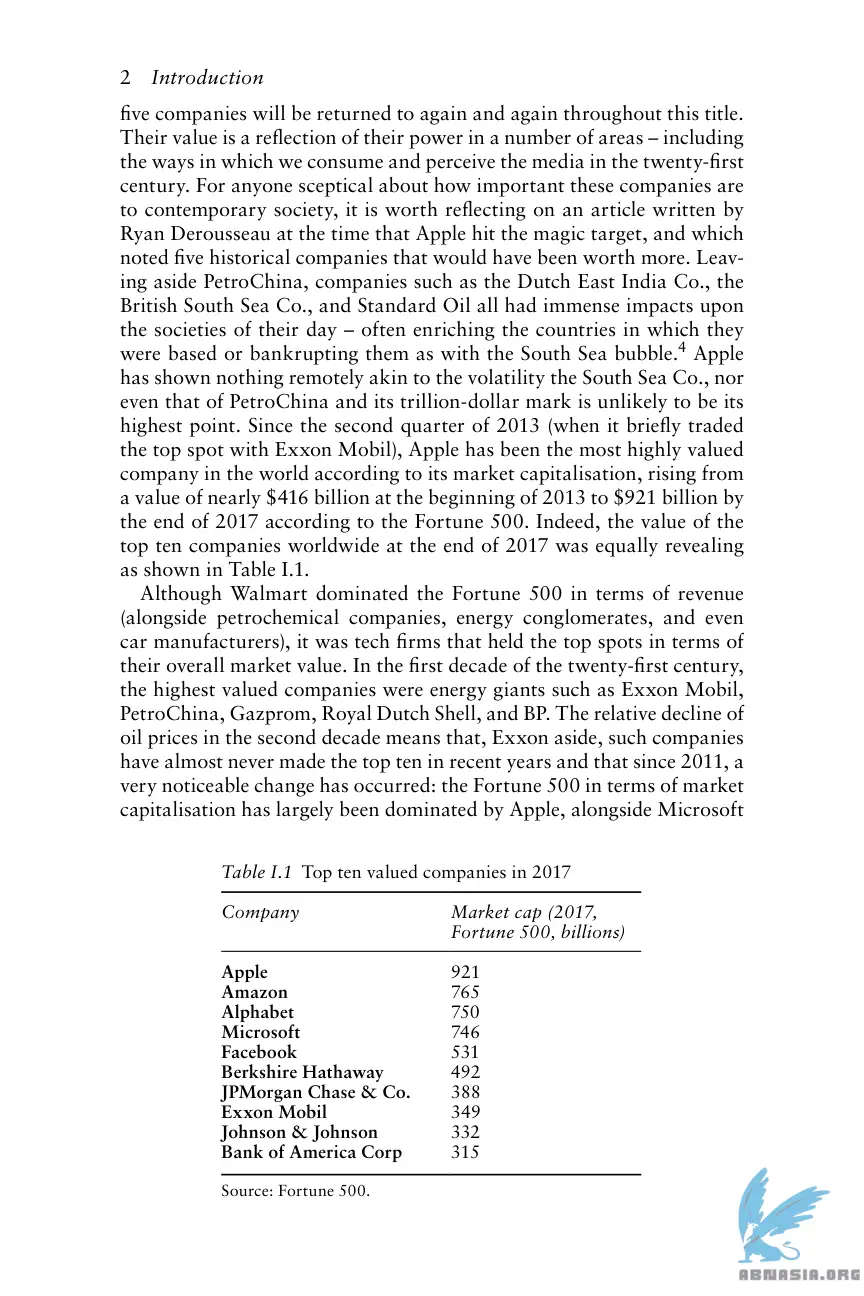 2 Introduction
five companies will be returned to again and again throughout this title.
Their value is a reflection of their power in a number of areas – including
the ways in which we consume and perceive the media in the twenty-first
century. For anyone sceptical about how important these companies are
to contemporary society, it is worth reflecting on an article written by
Ryan Derousseau at the time that Apple hit the magic target, and which
noted five historical companies that would have been worth more. Leav-
ing aside PetroChina, companies such as the Dutch East India Co., the
British South Sea Co., and Standard Oil all had immense impacts upon
the societies of their day – often enriching the countries in which they
were based or bankrupting them as with the South Sea bubble.4 Apple
has shown nothing remotely akin to the volatility the South Sea Co., nor
even that of PetroChina and its trillion-dollar mark is unlikely to be its
highest point. Since the second quarter of 2013 (when it briefly traded
the top spot with Exxon Mobil), Apple has been the most highly valued
company in the world according to its market capitalisation, rising from
a value of nearly $416 billion at the beginning of 2013 to $921 billion by
the end of 2017 according to the Fortune 500. Indeed, the value of the
top ten companies worldwide at the end of 2017 was equally revealing
as shown in Table I.1.
Although Walmart dominated the Fortune 500 in terms of revenue
(alongside petrochemical companies, energy conglomerates, and even
car manufacturers), it was tech firms that held the top spots in terms of
their overall market value. In the first decade of the twenty-first century,
the highest valued companies were energy giants such as Exxon Mobil,
PetroChina, Gazprom, Royal Dutch Shell, and BP. The relative decline of
oil prices in the second decade means that, Exxon aside, such companies
have almost never made the top ten in recent years and that since 2011, a
very noticeable change has occurred: the Fortune 500 in terms of market
capitalisation has largely been dominated by Apple, alongside Microsoft
Table I.1 Top ten valued companies in 2017
Company Market cap (2017,
Fortune 500, billions)
Apple 921
Amazon 765
Alphabet 750
Microsoft 746
Facebook 531
Berkshire Hathaway 492
JPMorgan Chase & Co. 388
Exxon Mobil 349
Johnson & Johnson 332
Bank of America Corp 315
Source: Fortune 500.
ABNASIA.ORG